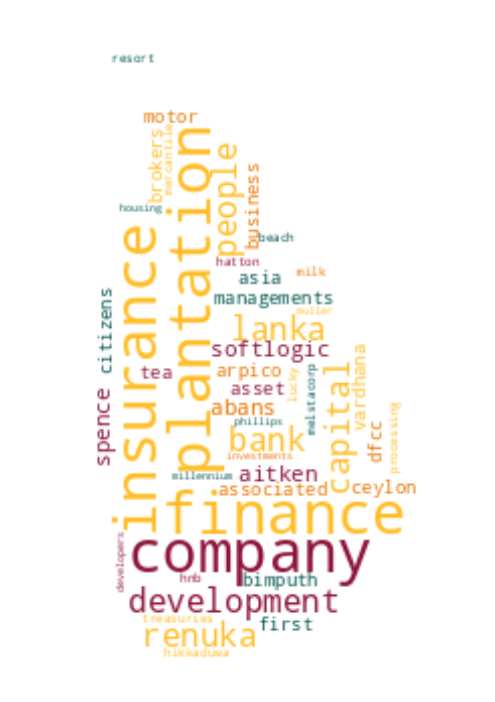 resort
motor
brokers
mercantile
plantation
people
business
housing
beach
insurance
hatton
asia
milk
citizens
managements
muller
lanka
softlogic
tea
arpico
lucky
melstacorp
capital
vardhana
spence
asset
abans
phillips
dfcc
processing
bank
investments
millennium
aitken
associated
ceylon
finance
developers
company
hnb
bimputh
development
treasuries
first
renuka
hikkaduwa